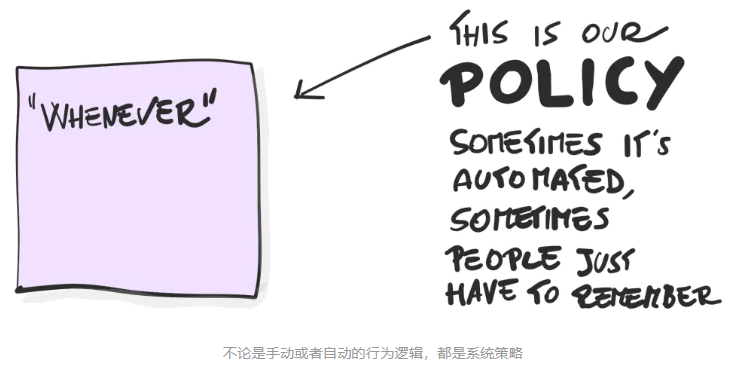 "WHENEVER"
THIS IS OUR
POLICY
SOMETIMES IT'S
AUTOMATED,
SOMETIMES
PEOPLE JUST
HAVE TO REMEMBER
不论是手动或者自动的行为逻辑，都是系统策略